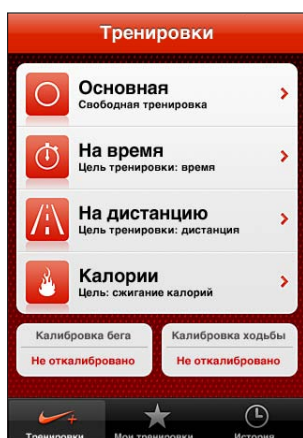 Тренировки
Основная
Свободная тренировка
На время
Цель тренировки: время
На дистанцию
Цель тренировки: дистанция
Калории
Цель: сжигание калорий
Калибровка бега
Калибровка ходьбы
Не откалибровано
Не откалибровано
Тренировки
Мои тренировки
История